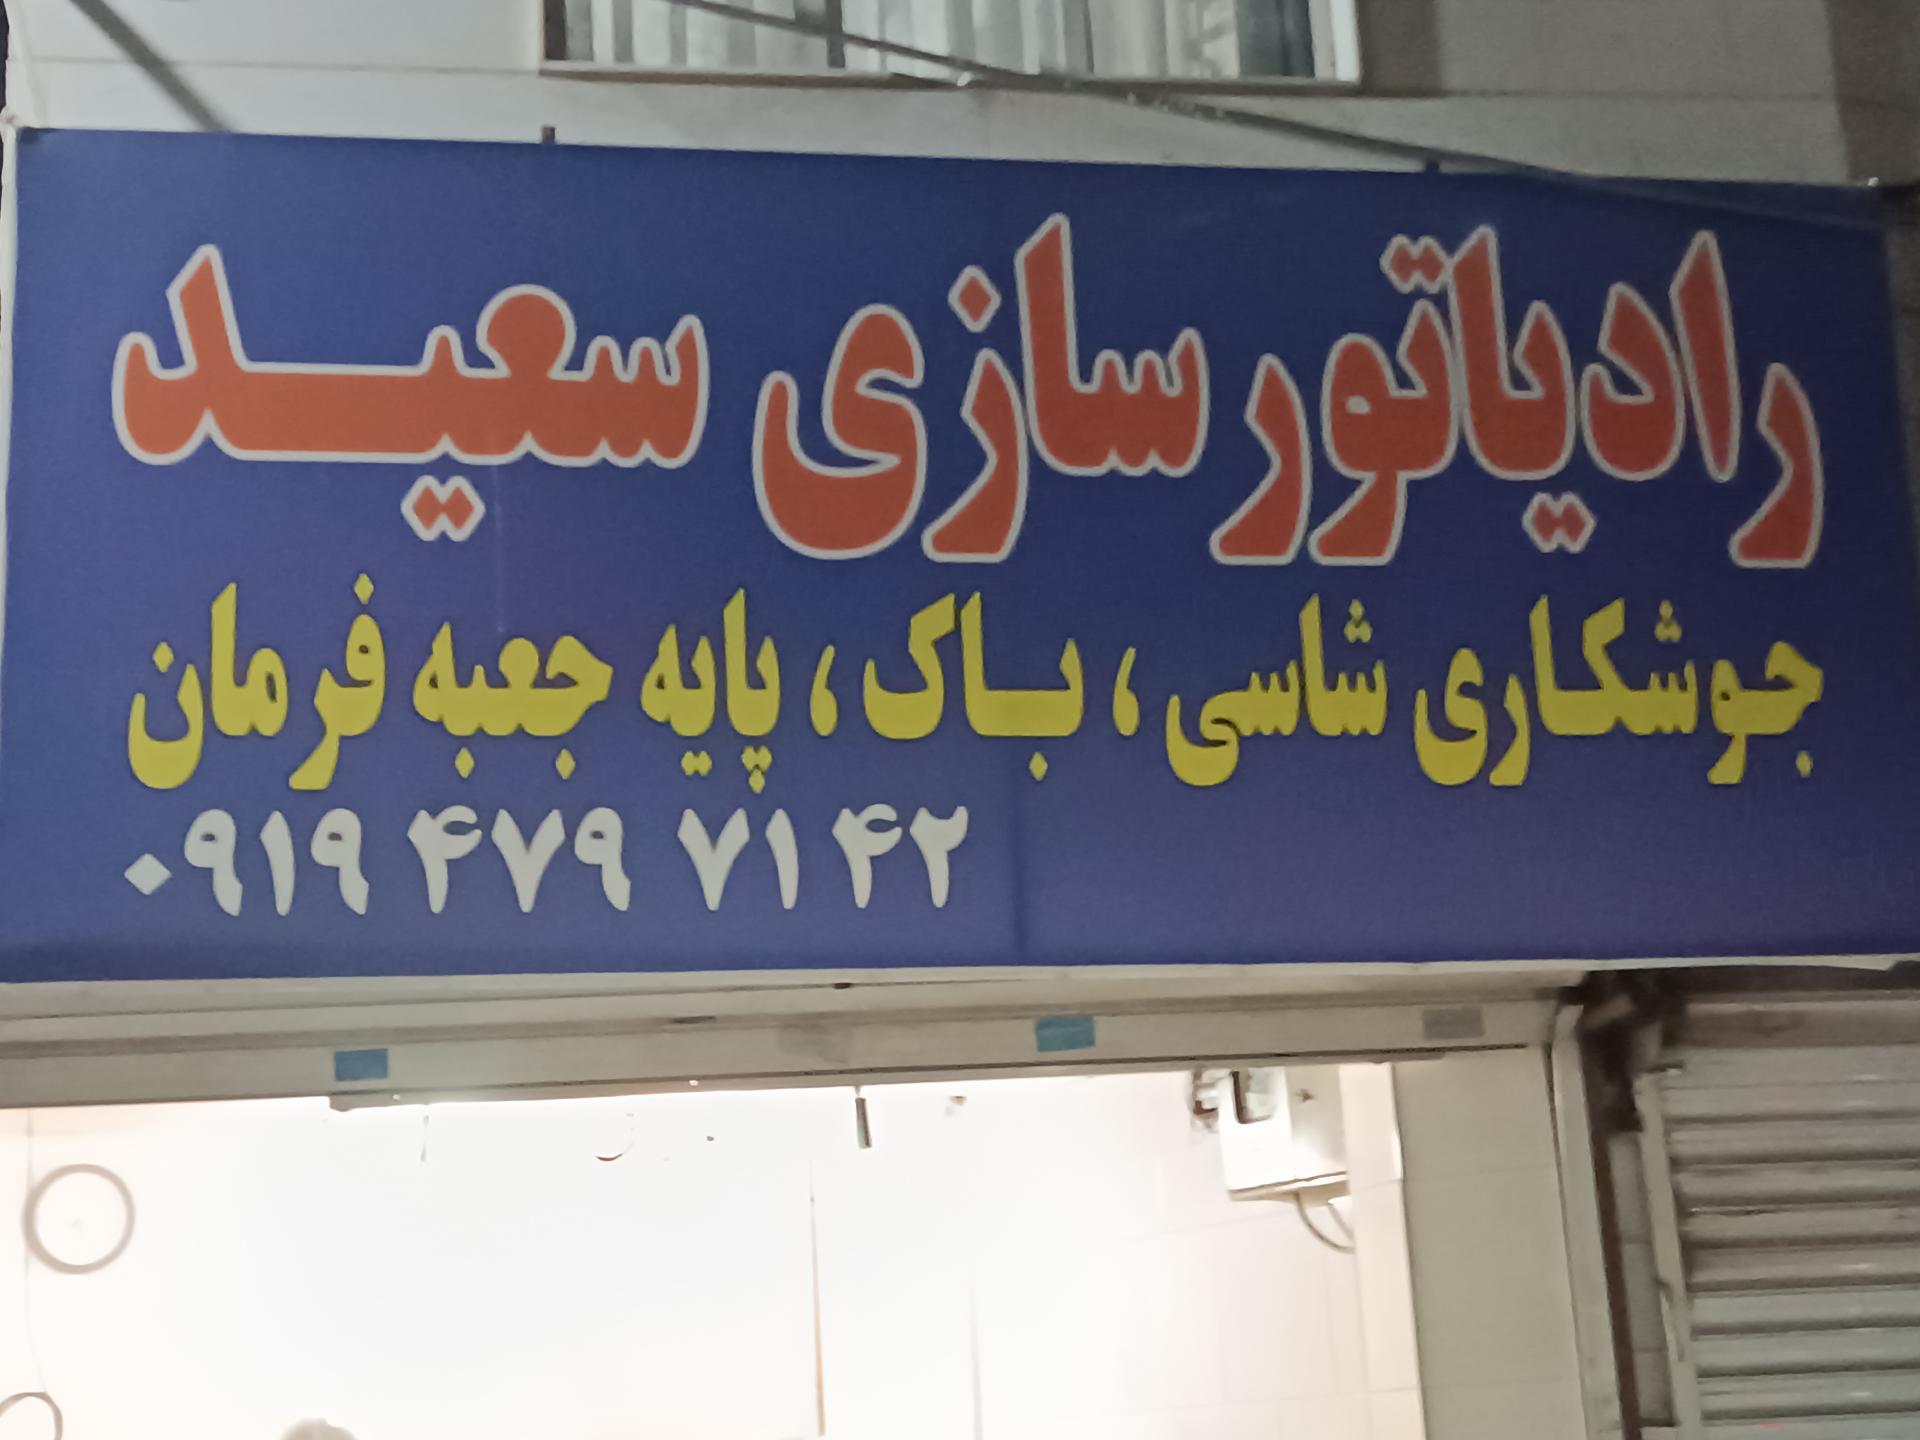 رادیاتور سازی سعید
جوشکاری شاسی ، باک ، پایه جعبه فرمان
۰۹۱۹ ۴۷۹ ۷۱ ۴۲